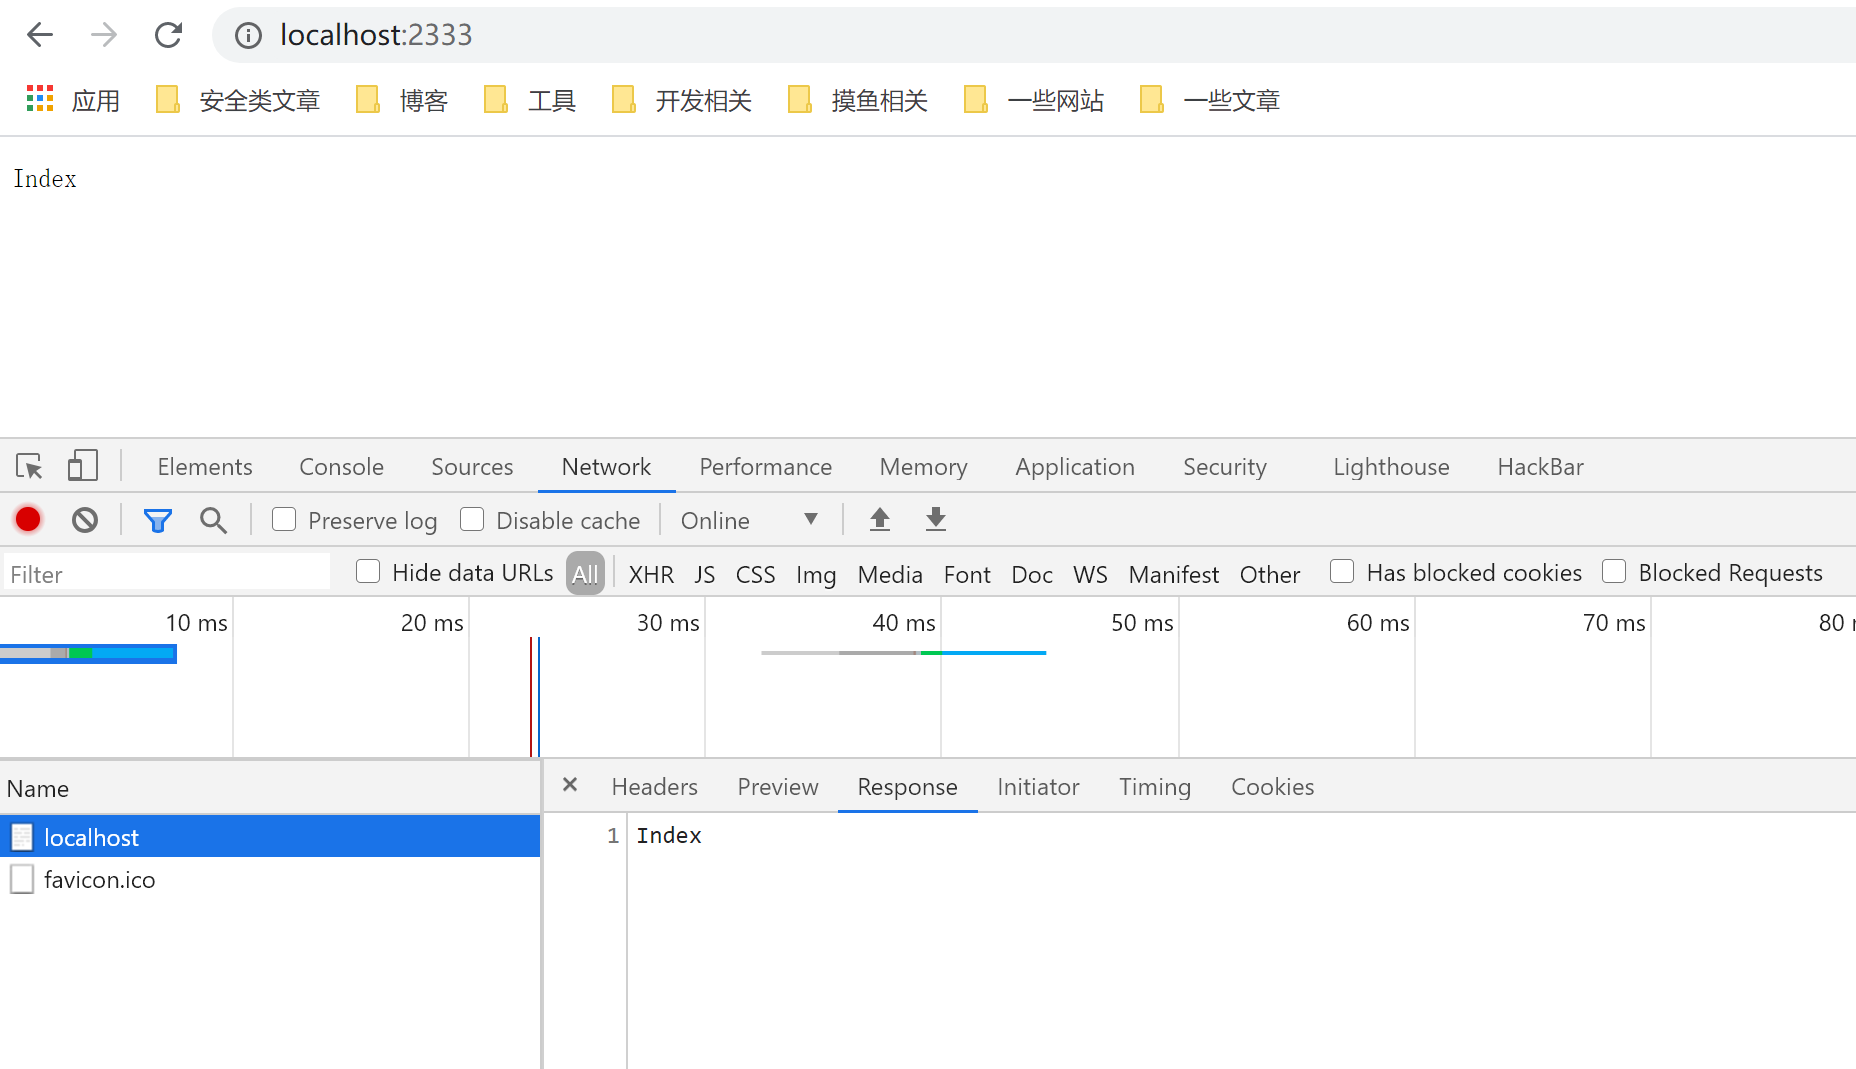 localhost:2333
应用 安全类文章 博客 工具 开发相关 摸鱼相关 一些网站 一些文章
Index
Elements Console Sources Network Performance Memory Application Security Lighthouse HackBar
Preserve log Disable cache Online
Filter Hide data URLs All XHR JS CSS Img Media Font Doc WS Manifest Other Has blocked cookies Blocked Requests
10 ms 20 ms 30 ms 40 ms 50 ms 60 ms 70 ms 80
Name × Headers Preview Response Initiator Timing Cookies
localhost 1 Index
favicon.ico